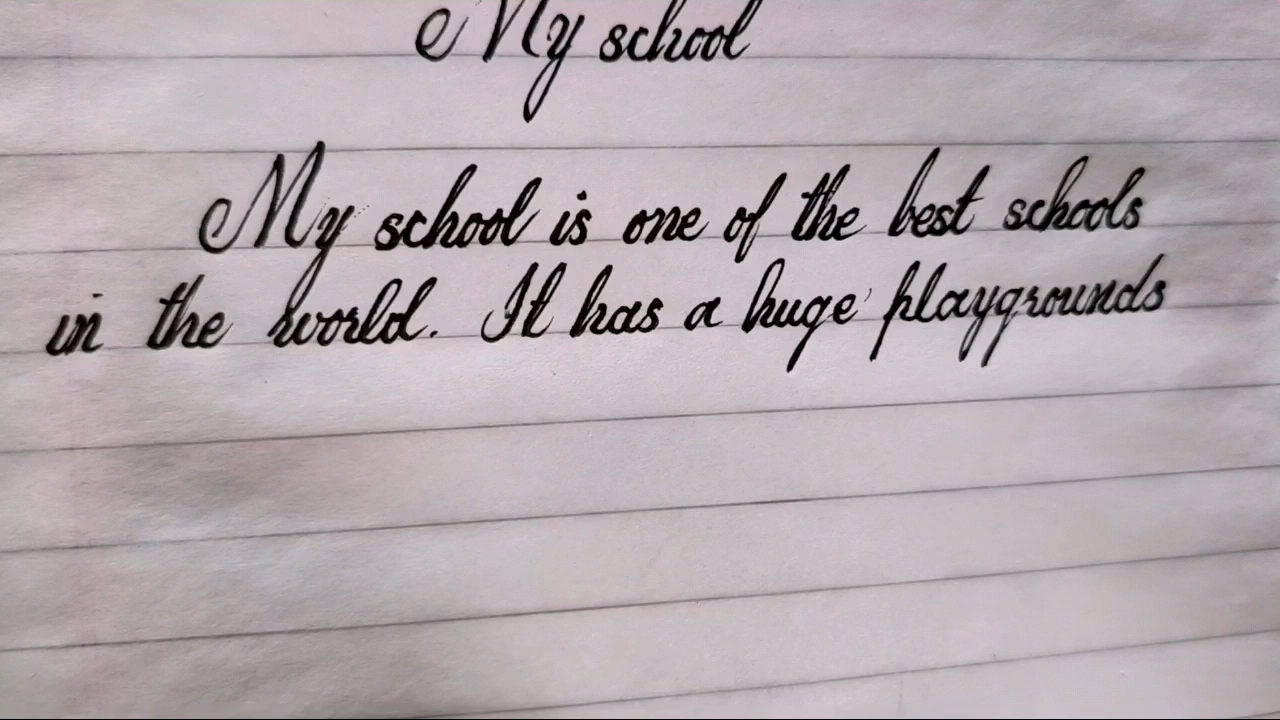 My school
My school is one of the best schools
in the world. It has a huge playgrounds